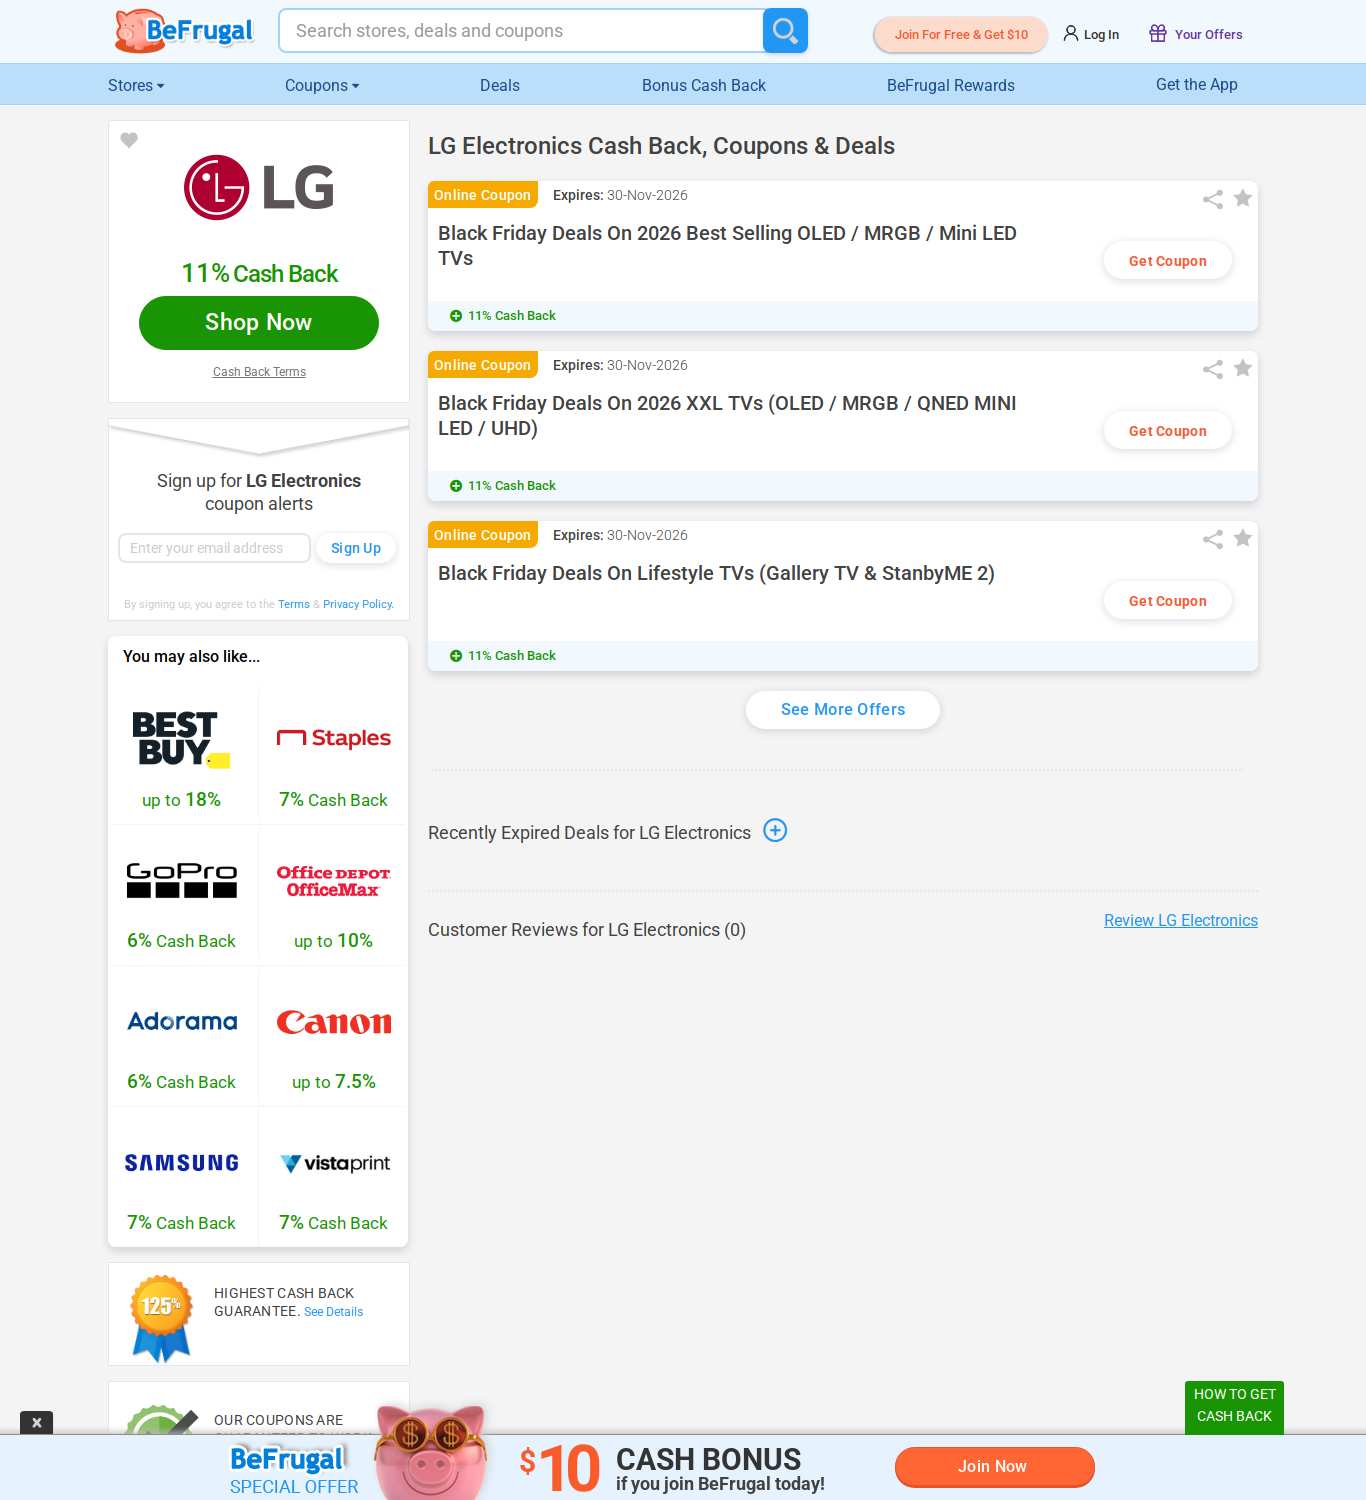 BeFrugal
Search stores, deals and coupons
Join For Free & Get $10
Log In
Your Offers
Stores
Coupons
Deals
Bonus Cash Back
BeFrugal Rewards
Get the App
LG
11% Cash Back
Shop Now
Cash Back Terms
Sign up for LG Electronics
coupon alerts
Enter your email address
Sign Up
By signing up, you agree to the Terms & Privacy Policy.
You may also like...
BEST
BUY
Staples
up to 18%
7% Cash Back
GoPro
Office DEPOT
OfficeMax
6% Cash Back
up to 10%
Adorama
Canon
6% Cash Back
up to 7.5%
SAMSUNG
vistaprint
7% Cash Back
7% Cash Back
125%
HIGHEST CASH BACK
GUARANTEE. See Details
OUR COUPONS ARE
LG Electronics Cash Back, Coupons & Deals
Online Coupon
Expires: 30-Nov-2026
Black Friday Deals On 2026 Best Selling OLED / MRGB / Mini LED
TVs
Get Coupon
11% Cash Back
Online Coupon
Expires: 30-Nov-2026
Black Friday Deals On 2026 XXL TVs (OLED / MRGB / QNED MINI
LED / UHD)
Get Coupon
11% Cash Back
Online Coupon
Expires: 30-Nov-2026
Black Friday Deals On Lifestyle TVs (Gallery TV & StanbyME 2)
Get Coupon
11% Cash Back
See More Offers
Recently Expired Deals for LG Electronics
Customer Reviews for LG Electronics (0)
Review LG Electronics
HOW TO GET
CASH BACK
x
BeFrugal
SPECIAL OFFER
$10
CASH BONUS
if you join BeFrugal today!
Join Now